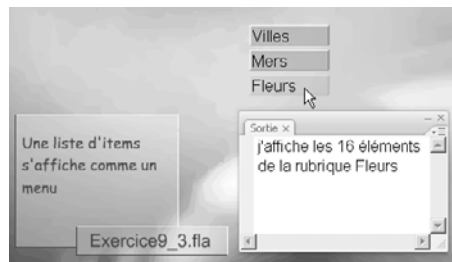 Villes
Mers
Fleurs
Une liste d'items
s'affiche comme un
menu
Exercice9_3.fla
Sortie ×
j'affiche les 16 éléments
de la rubrique Fleurs